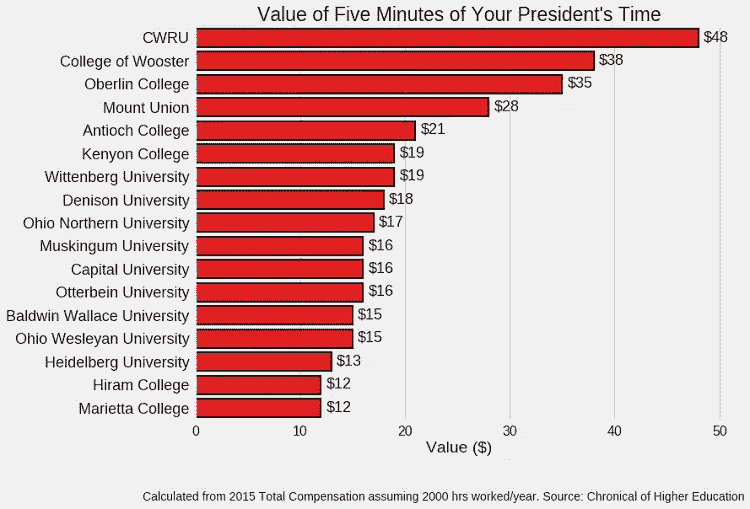 Value of Five Minutes of Your President's Time
CWRU $48
College of Wooster $38
Oberlin College $35
Mount Union $28
Antioch College $21
Kenyon College $19
Wittenberg University $19
Denison University $18
Ohio Northern University $17
Muskingum University $16
Capital University $16
Otterbein University $16
Baldwin Wallace University $15
Ohio Wesleyan University $15
Heidelberg University $13
Hiram College $12
Marietta College $12
0 10 20 30 40 50
Value ($)
Calculated from 2015 Total Compensation assuming 2000 hrs worked/year. Source: Chronical of Higher Education